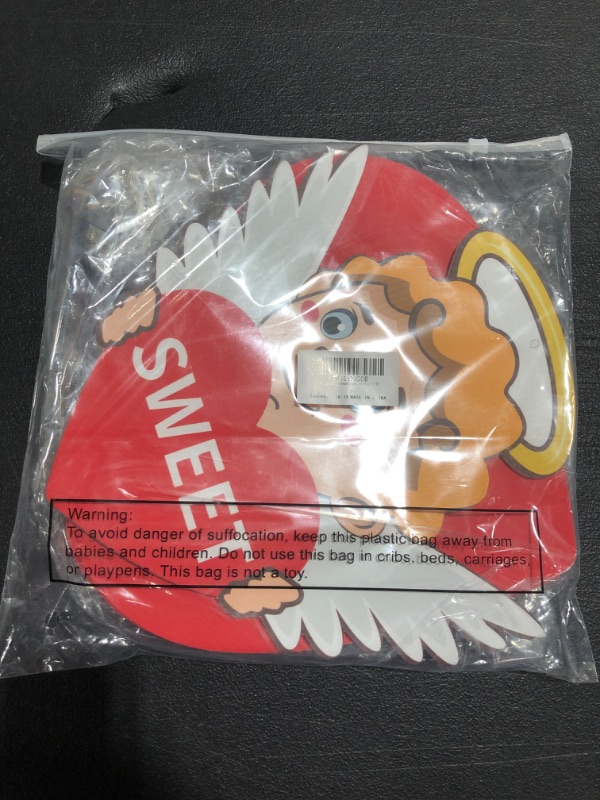 SWEET
Warning:
To avoid danger of suffocation, keep this plastic bag away from
babies and children. Do not use this bag in cribs, beds, carriages,
or playpens. This bag is not a toy.